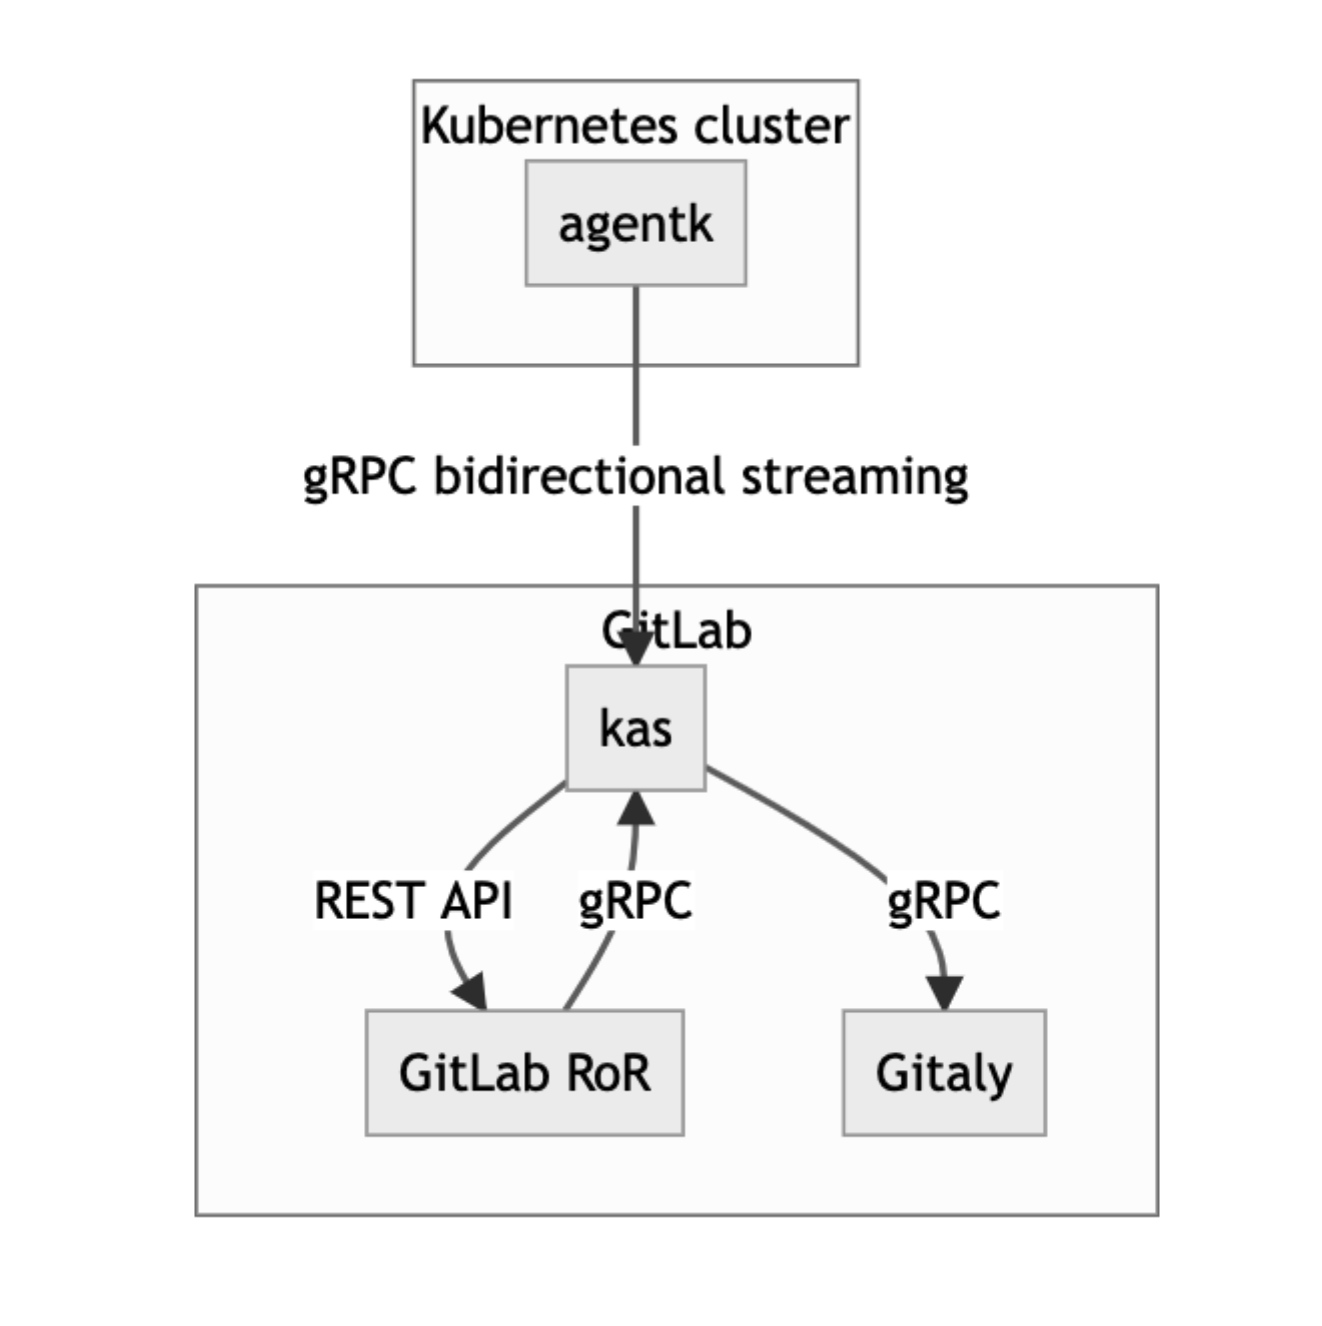 Kubernetes cluster
agentk
gRPC bidirectional streaming
GitLab
kas
REST API
gRPC
gRPC
GitLab RoR
Gitaly